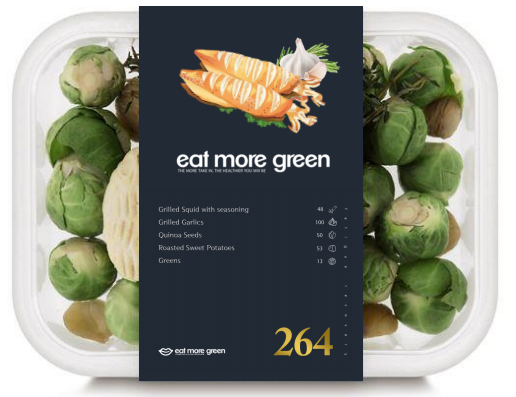 eat more green
THE MORE TAKE IN, THE HEALTHIER YOU WILL BE
Grilled Squid with seasoning 48
Grilled Garlics 100
Quinoa Seeds 50
Roasted Sweet Potatoes 53
Greens 13
eat more green
264